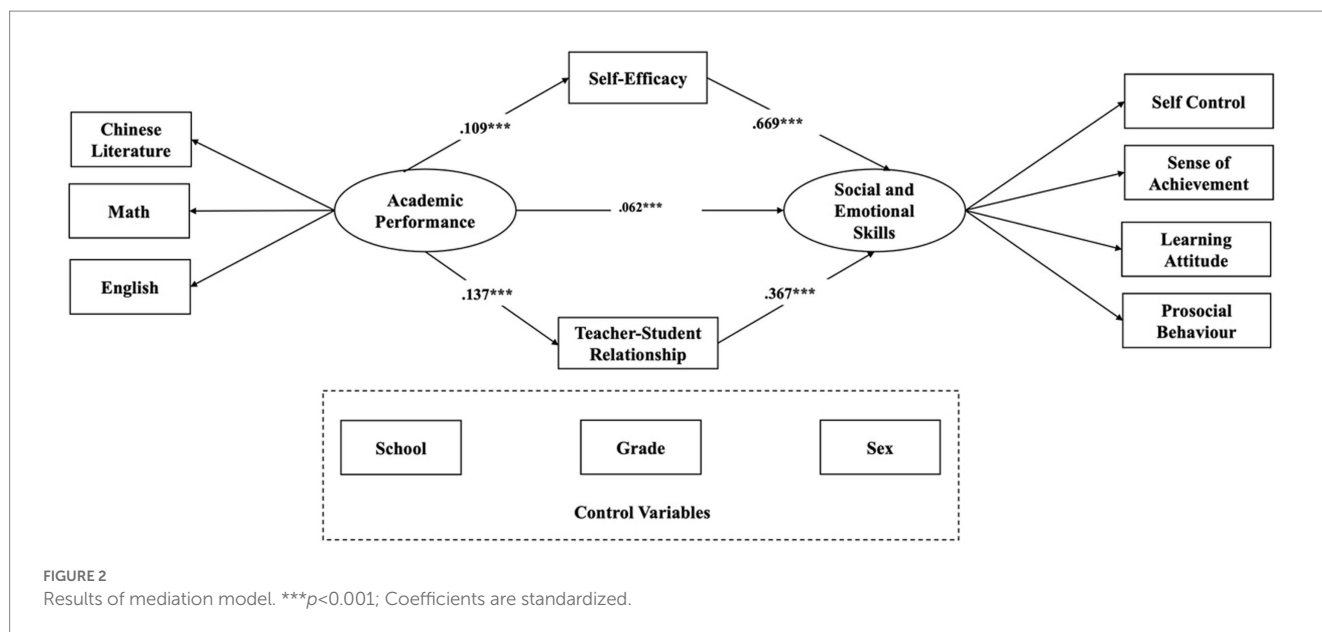 Self-Efficacy
.109***
.669***
Chinese
Literature
Math
English
Academic
Performance
.062***
Social and
Emotional
Skills
Self Control
Sense of
Achievement
Learning
Attitude
Prosocial
Behaviour
.137***
.367***
Teacher-Student
Relationship
School
Grade
Sex
Control Variables
FIGURE 2
Results of mediation model. ***p<0.001; Coefficients are standardized.